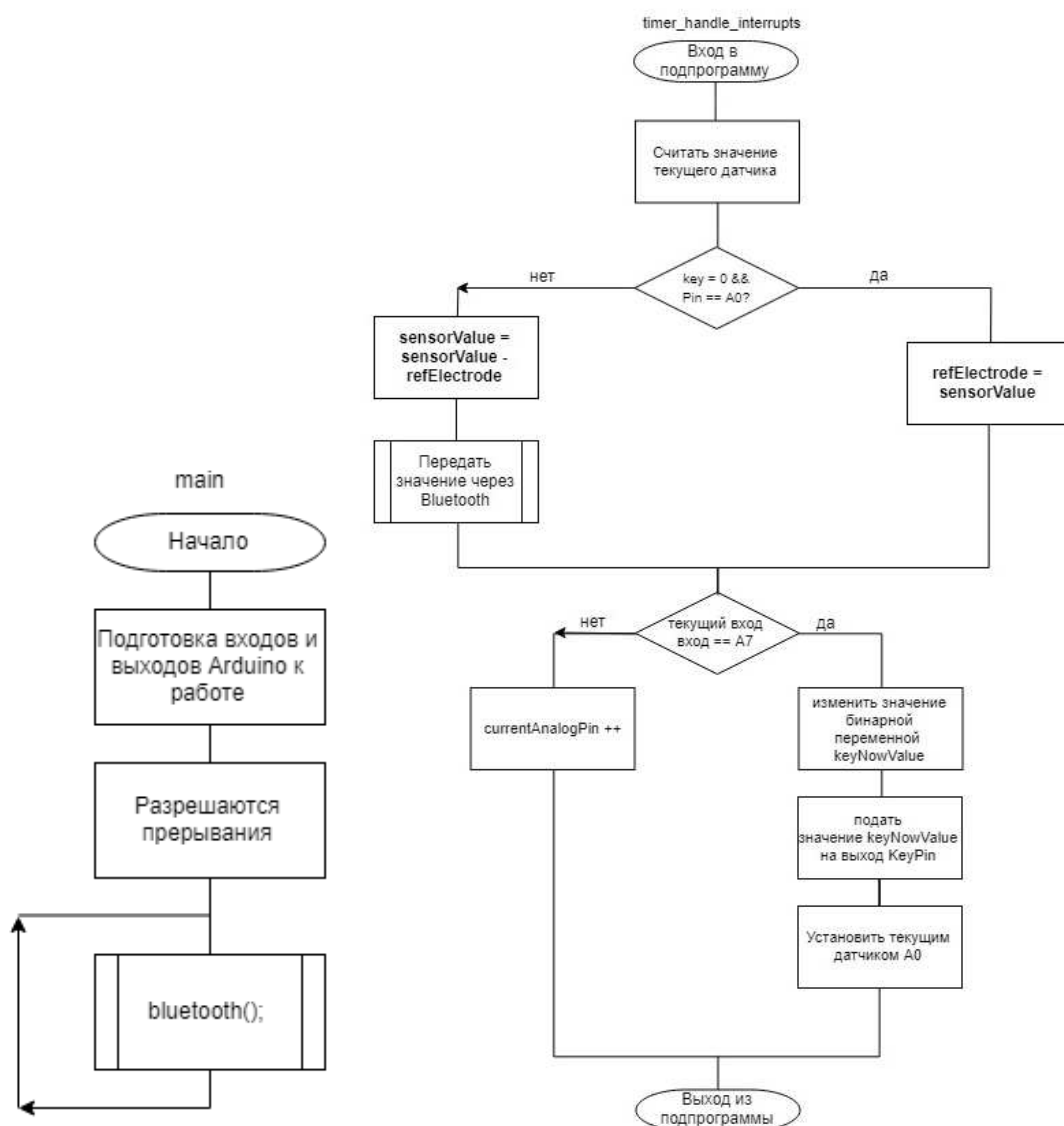 timer_handle_interrupts
Вход в
подпрограмму
Считать значение
текущего датчика
key = 0 &&
Pin == A0?
нет
да
sensorValue =
sensorValue -
refElectrode
refElectrode =
sensorValue
Передать
значение через
Bluetooth
текущий вход
вход == A7
нет
да
currentAnalogPin ++
изменить значение
бинарной
переменной
keyNowValue
подать
значение keyNowValue
на выход KeyPin
Установить текущим
датчиком A0
Выход из
подпрограммы
main
Начало
Подготовка входов и
выходов Arduino к
работе
Разрешаются
прерывания
bluetooth();